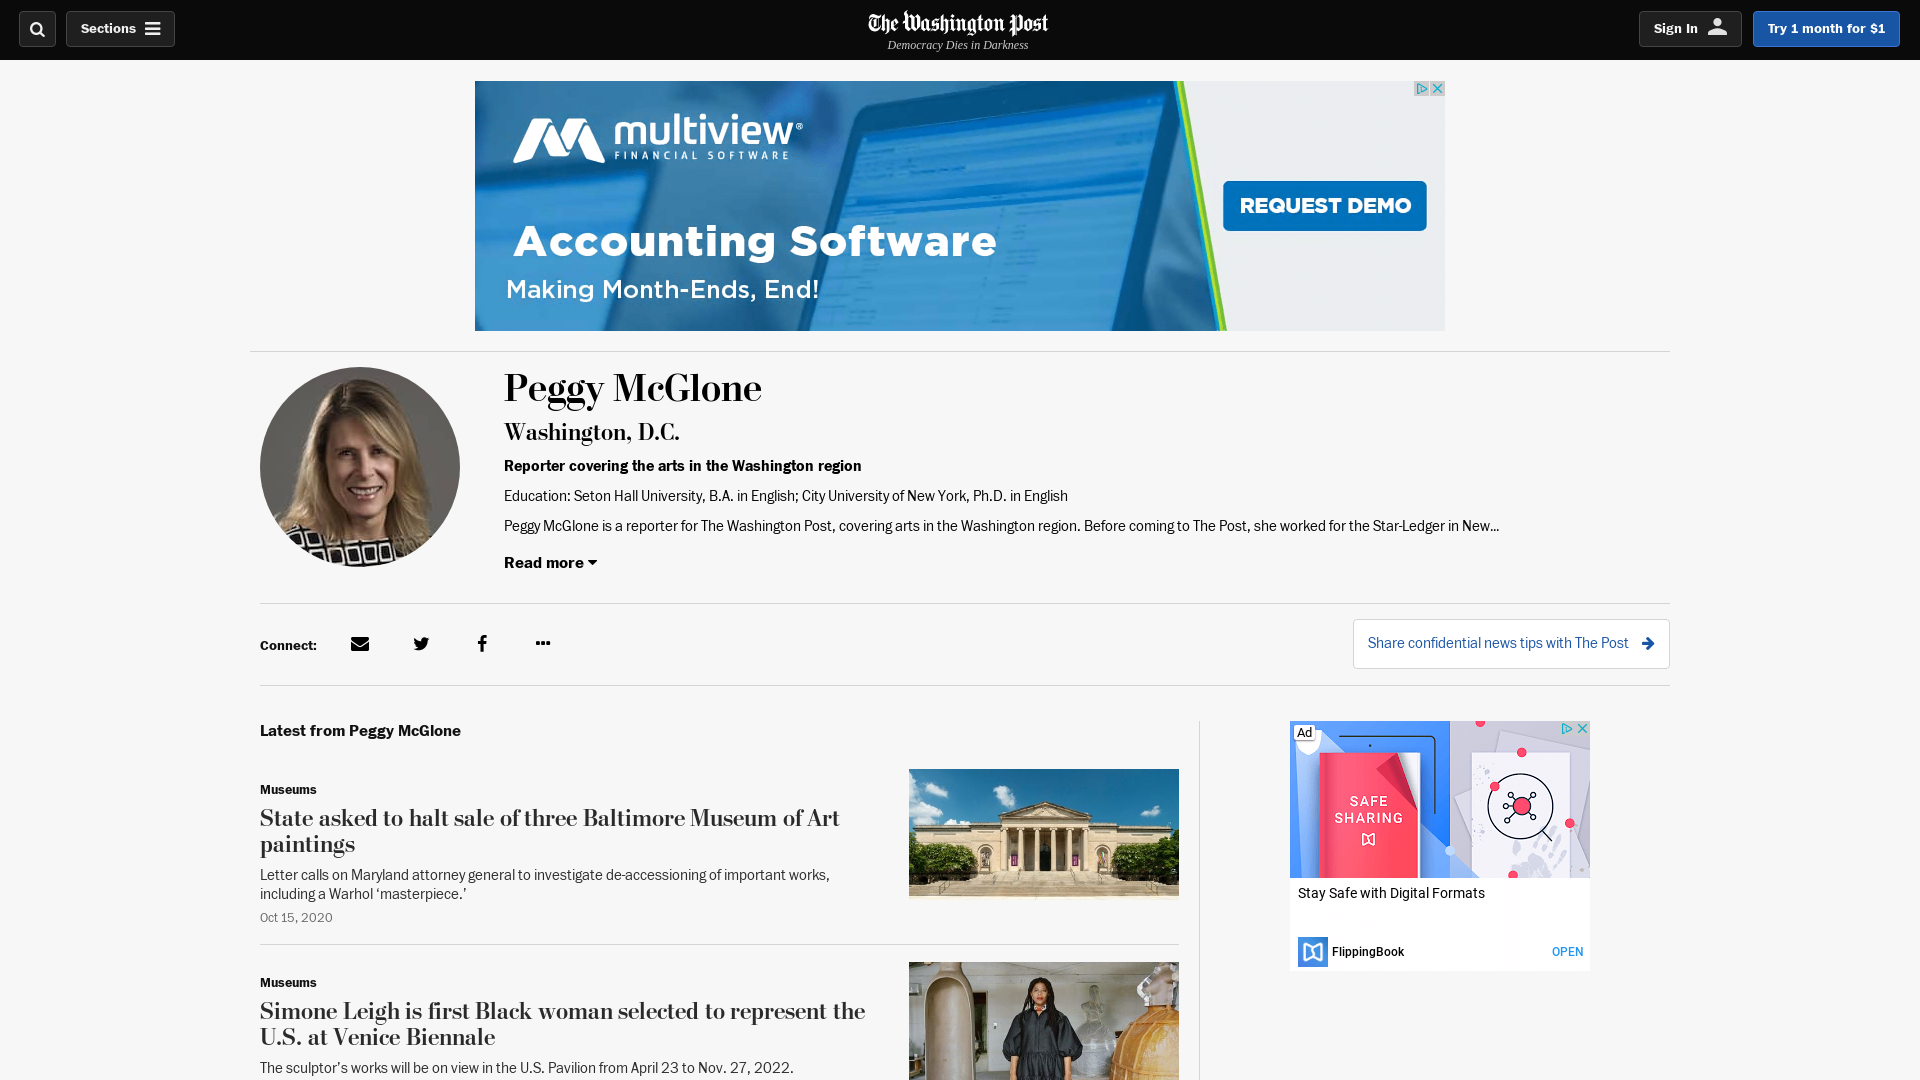 Sections
The Washington Post
Democracy Dies in Darkness
Sign In
Try 1 month for $1
multiview®
FINANCIAL SOFTWARE
Accounting Software
Making Month-Ends, End!
REQUEST DEMO
Peggy McGlone
Washington, D.C.
Reporter covering the arts in the Washington region
Education: Seton Hall University, B.A. in English; City University of New York, Ph.D. in English
Peggy McGlone is a reporter for The Washington Post, covering arts in the Washington region. Before coming to The Post, she worked for the Star-Ledger in New...
Read more
Connect:
Share confidential news tips with The Post
Latest from Peggy McGlone
Museums
State asked to halt sale of three Baltimore Museum of Art
paintings
Letter calls on Maryland attorney general to investigate de-accessioning of important works,
including a Warhol ‘masterpiece.’
Oct 15, 2020
Museums
Simone Leigh is first Black woman selected to represent the
U.S. at Venice Biennale
The sculptor’s works will be on view in the U.S. Pavilion from April 23 to Nov. 27, 2022.
Ad
SAFE
SHARING
Stay Safe with Digital Formats
FlippingBook
OPEN